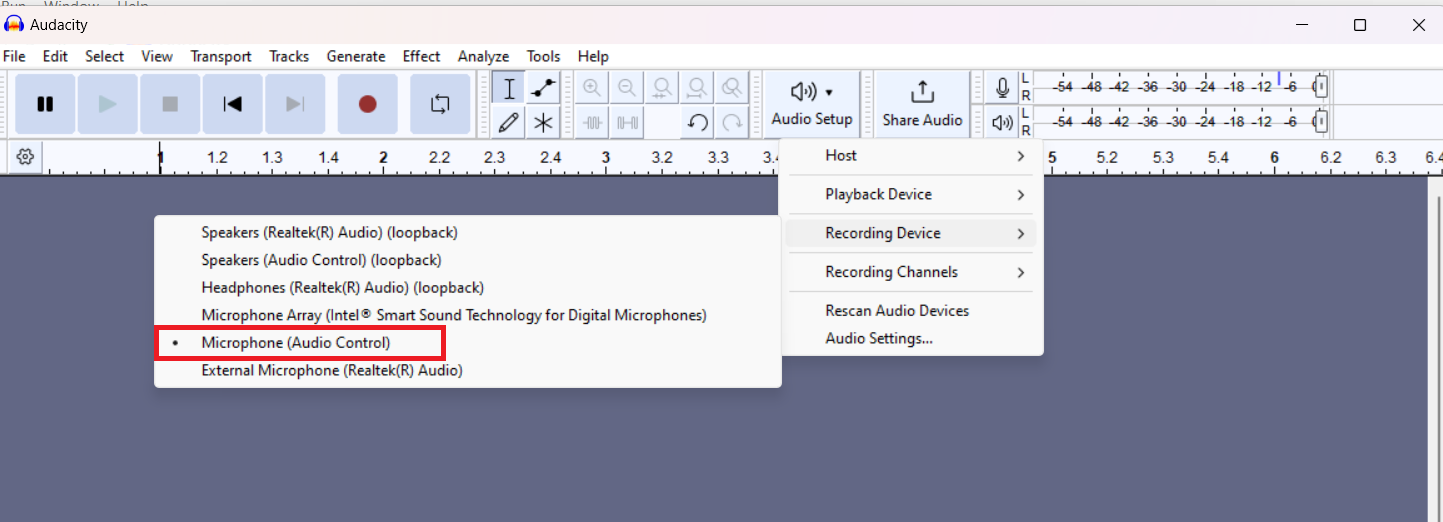 Run Window Help
Audacity
File Edit Select View Transport Tracks Generate Effect Analyze Tools Help
L
R
-54 -48 -42 -36 -30 -24 -18 -12 -6 0
Audio Setup
Share Audio
L
R
-54 -48 -42 -36 -30 -24 -18 -12 -6 0
1 1.2 1.3 1.4 2 2.2 2.3 2.4 3 3.2 3.3 3.4 5 5.2 5.3 5.4 6 6.2 6.3 6.4
Host
Playback Device
Recording Device
Recording Channels
Rescan Audio Devices
Audio Settings...
Speakers (Realtek(R) Audio) (loopback)
Speakers (Audio Control) (loopback)
Headphones (Realtek(R) Audio) (loopback)
Microphone Array (Intel® Smart Sound Technology for Digital Microphones)
Microphone (Audio Control)
External Microphone (Realtek(R) Audio)